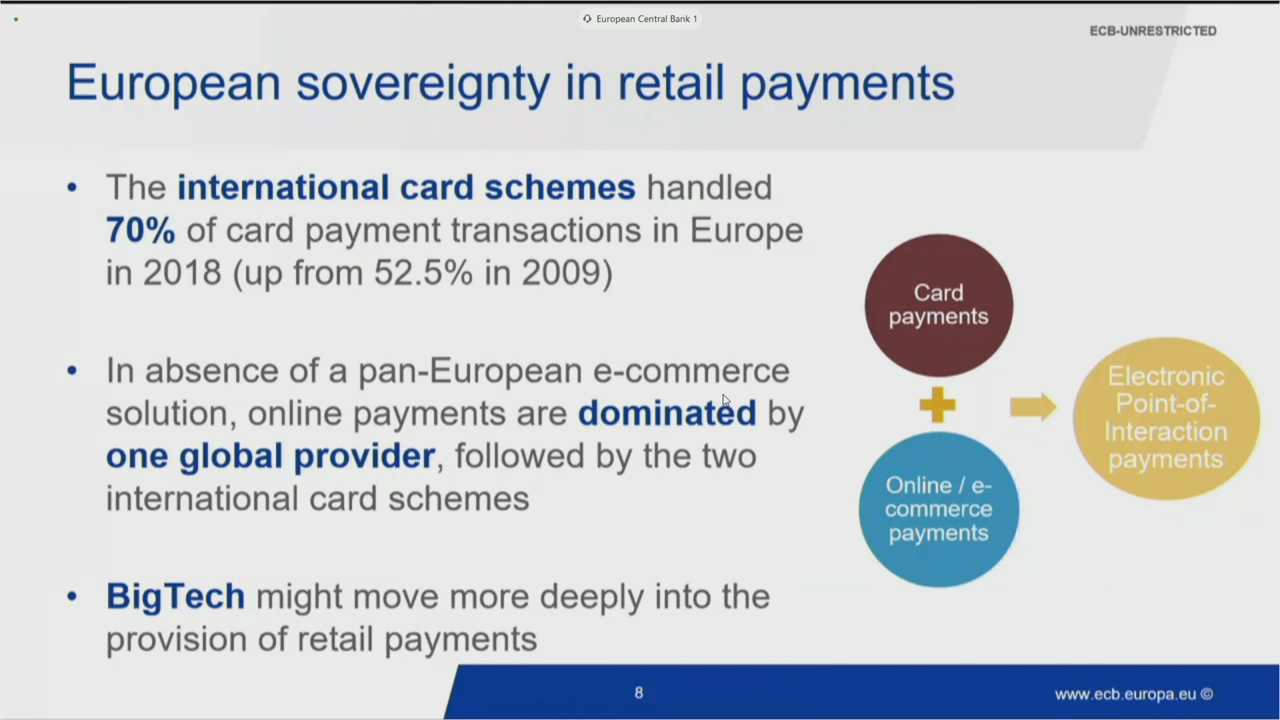 European Central Bank 1
ECB-UNRESTRICTED
European sovereignty in retail payments
• The international card schemes handled
70% of card payment transactions in Europe
in 2018 (up from 52.5% in 2009)
• In absence of a pan-European e-commerce
solution, online payments are dominated by
one global provider, followed by the two
international card schemes
• BigTech might move more deeply into the
provision of retail payments
Card
payments
Online / e-
commerce
payments
Electronic
Point-of-
Interaction
payments
8
www.ecb.europa.eu ©